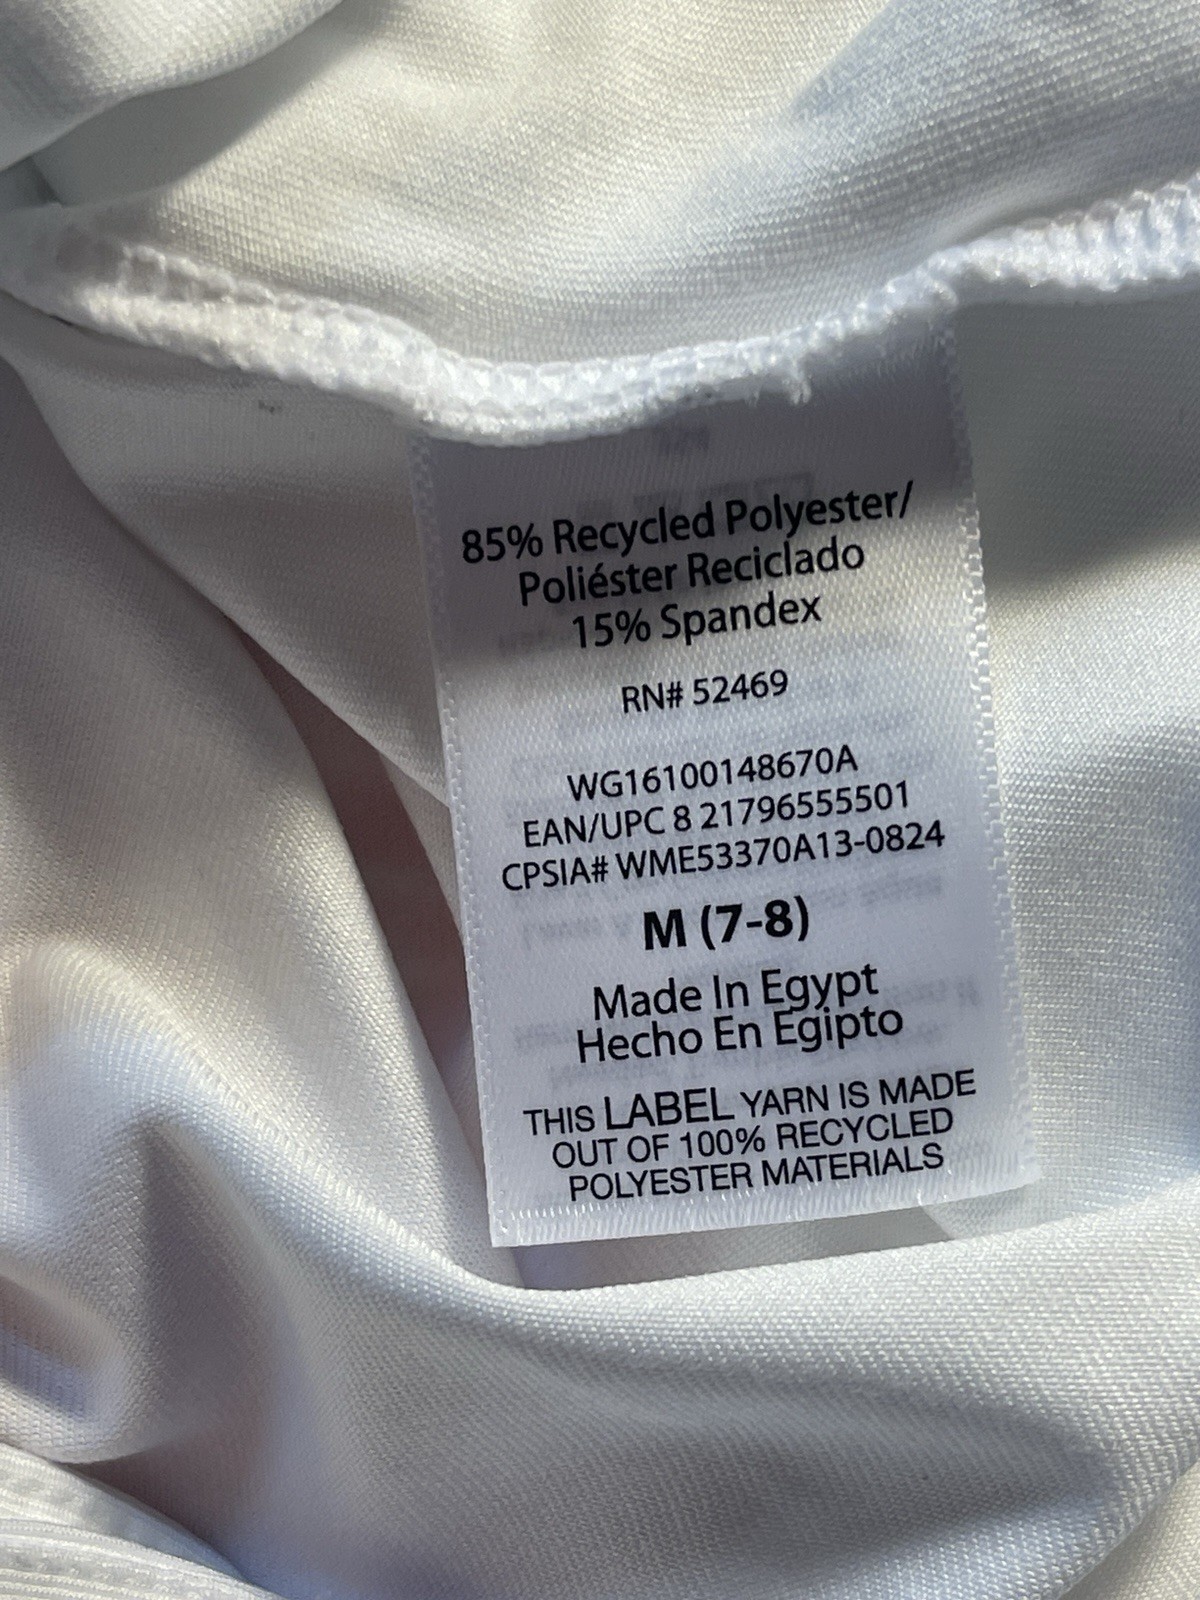 85% Recycled Polyester/
Poliéster Reciclado
15% Spandex
RN# 52469
WG16100148670A
EAN/UPC 8 21796555501
CPSIA# WME53370A13-0824
M (7-8)
Made In Egypt
Hecho En Egipto
THIS LABEL YARN IS MADE
OUT OF 100% RECYCLED
POLYESTER MATERIALS